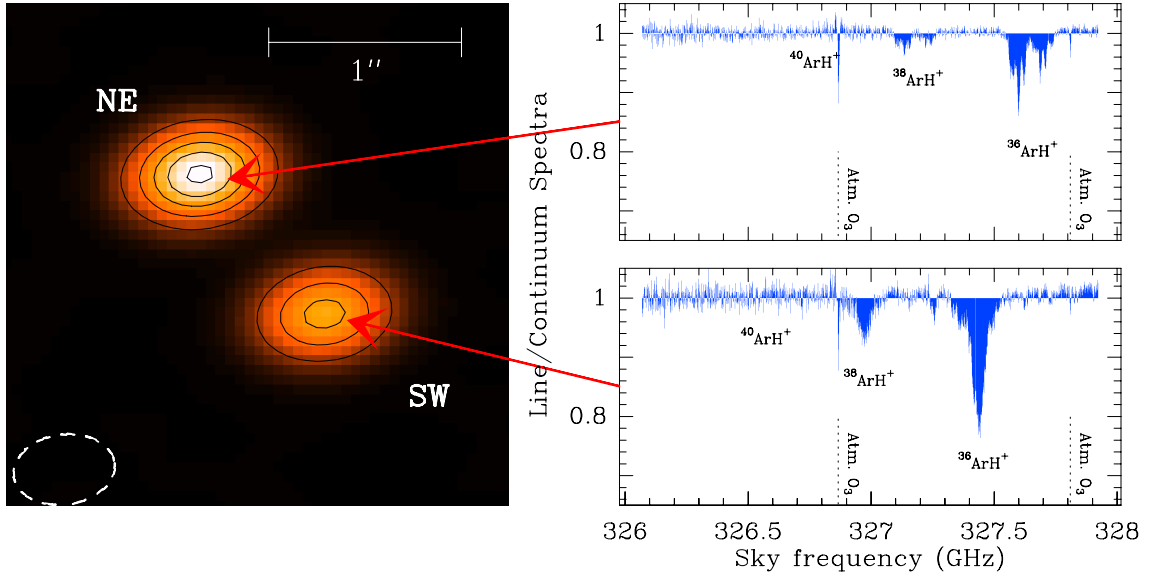 NE
1″
SW
Line/Continuum Spectra
1
0.8
⁴⁰ArH⁺
³⁸ArH⁺
³⁶ArH⁺
Atm. O₃
Atm. O₃
1
0.8
⁴⁰ArH⁺
³⁸ArH⁺
³⁶ArH⁺
Atm. O₃
Atm. O₃
326 326.5 327 327.5 328
Sky frequency (GHz)